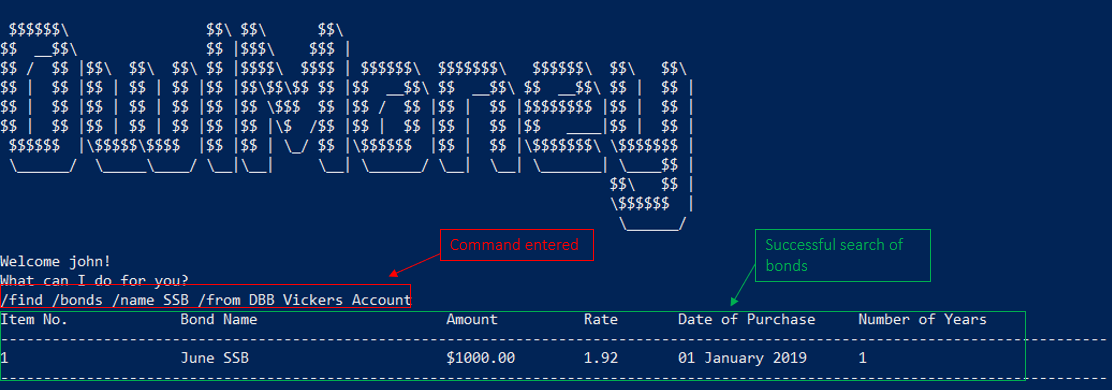 OwlMoney
Command entered
Successful search of
bonds
Welcome john!
What can I do for you?
/find /bonds /name SSB /from DBB Vickers Account
Item No. Bond Name Amount Rate Date of Purchase Number of Years
1 June SSB $1000.00 1.92 01 January 2019 1